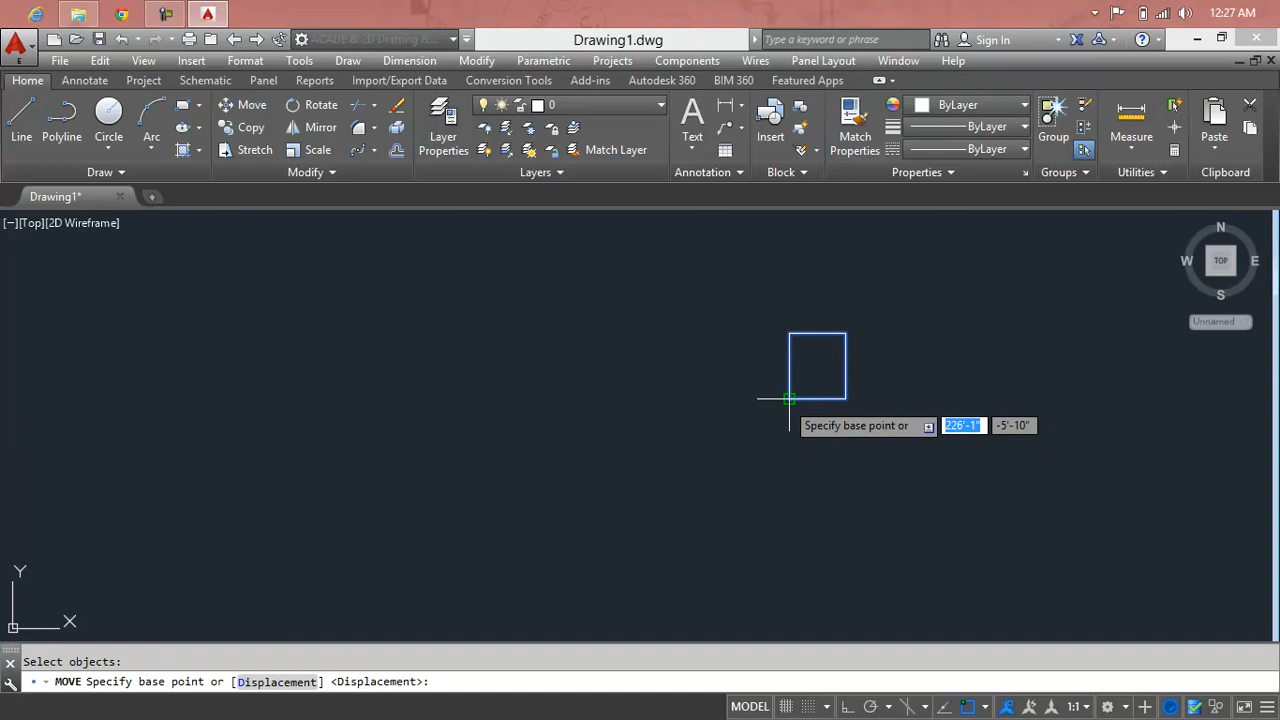 12:27 AM
ACADE & 2D Drafting &...
Drawing1.dwg
Type a keyword or phrase
Sign In
File Edit View Insert Format Tools Draw Dimension Modify Parametric Projects Components Wires Panel Layout Window Help
E
Home Annotate Project Schematic Panel Reports Import/Export Data Conversion Tools Add-ins Autodesk 360 BIM 360 Featured Apps
Move Rotate 0 ByLayer
Line Polyline Circle Arc Copy Mirror Layer Properties Text Insert Match Properties ByLayer Group Measure Paste
Stretch Scale Match Layer ByLayer
Draw Modify Layers Annotation Block Properties Groups Utilities Clipboard
Drawing1*
[−][Top][2D Wireframe]
N
W TOP E
S
Unnamed
Specify base point or 226'-1" -5'-10"
Y
X
Select objects:
MOVE Specify base point or [Displacement] <Displacement>:
MODEL 1:1